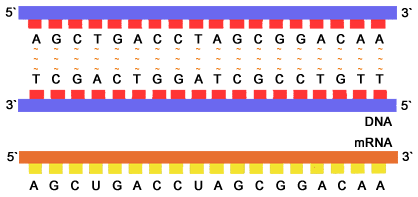 5` 3`
A G C T G A C C T A G C G G A C A A
T C G A C T G G A T C G C C T G T T
3` 5`
DNA
mRNA
5` 3`
A G C U G A C C U A G C G G A C A A